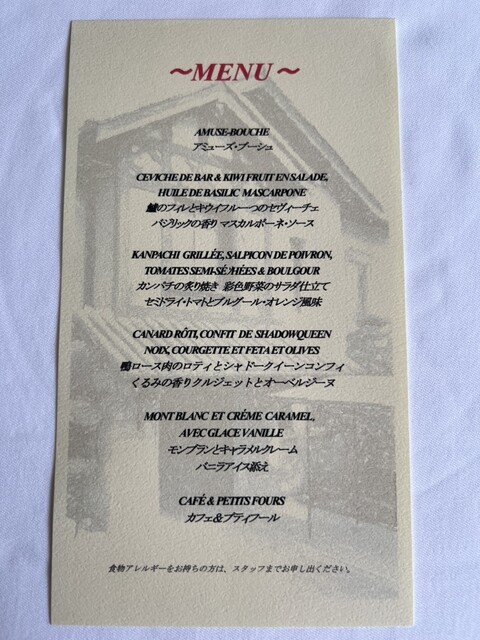 ～MENU～
AMUSE-BOUCHE
アミューズ・ブーシュ
CEVICHE DE BAR & KIWI FRUIT EN SALADE,
HUILE DE BASILIC MASCARPONE
鱸のフィレとキウイフルーつのセヴィーチェ
バジリックの香り マスカルポーネ・ソース
KANPACHI GRILLÉE, SALPICON DE POIVRON,
TOMATES SEMI-SÉCHÉES & BOULGOUR
カンパチの炙り焼き 彩色野菜のサラダ仕立て
セミドライ・トマトとブルグール・オレンジ風味
CANARD RÔTI, CONFIT DE SHADOWQUEEN
NOIX, COURGETTE ET FETA ET OLIVES
鴨ロース肉のロティとシャドークイーンコンフィ
くるみの香りクルジェットとオーベルジーヌ
MONT BLANC ET CRÉME CARAMEL,
AVEC GLACE VANILLE
モンブランとキャラメルクレーム
バニラアイス添え
CAFÉ & PETITS FOURS
カフェ&プティフール
食物アレルギーをお持ちの方は、スタッフまでお申し出ください。